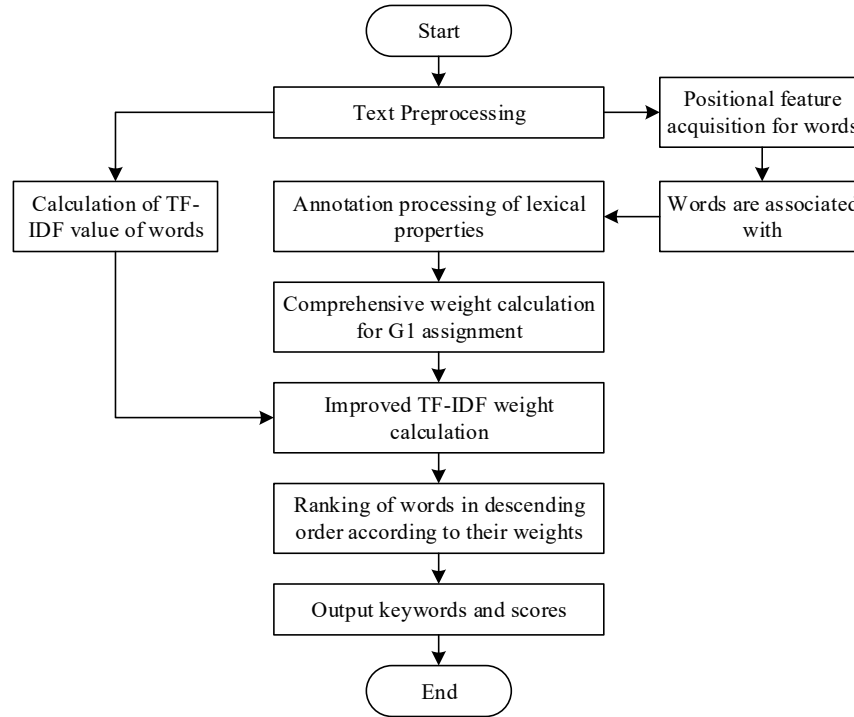 Start
Text Preprocessing
Positional feature
acquisition for words
Calculation of TF-
IDF value of words
Annotation processing of lexical
properties
Words are associated
with
Comprehensive weight calculation
for G1 assignment
Improved TF-IDF weight
calculation
Ranking of words in descending
order according to their weights
Output keywords and scores
End